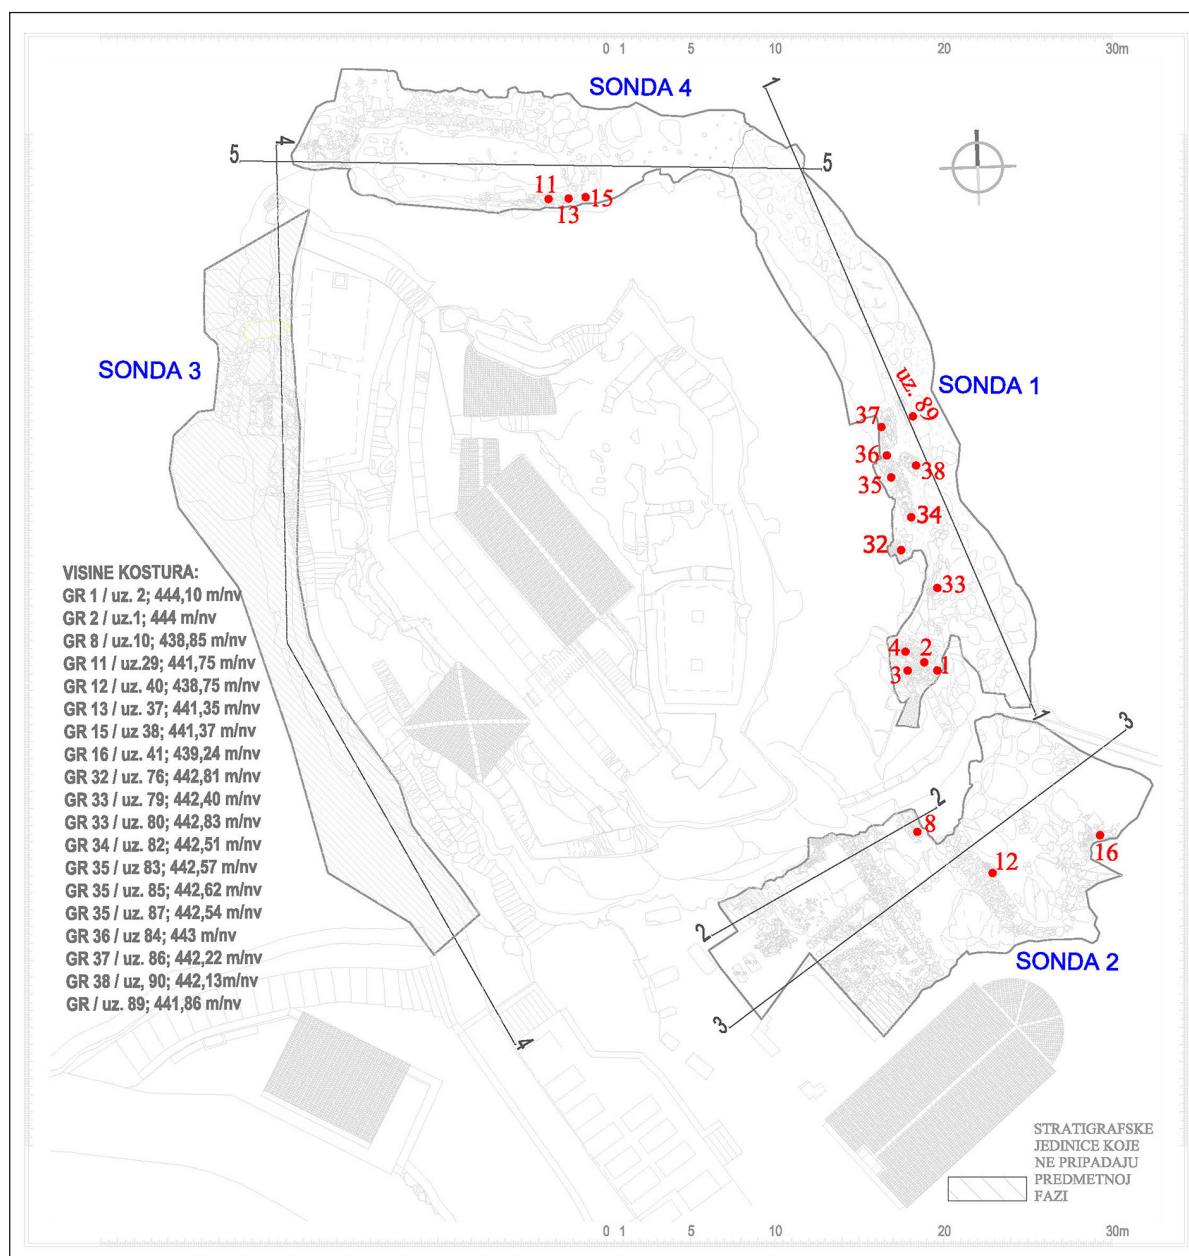 0 1 5 10 20 30m
SONDA 4
1
4
5 5
11 15
13
SONDA 3
SONDA 1
uz. 89
37
36
38
35
34
32
33
4 2
3 1
1
3
2
8
16
12
2
SONDA 2
3
4
VISINE KOSTURA:
GR 1 / uz. 2; 444,10 m/nv
GR 2 / uz.1; 444 m/nv
GR 8 / uz.10; 438,85 m/nv
GR 11 / uz.29; 441,75 m/nv
GR 12 / uz. 40; 438,75 m/nv
GR 13 / uz. 37; 441,35 m/nv
GR 15 / uz 38; 441,37 m/nv
GR 16 / uz. 41; 439,24 m/nv
GR 32 / uz. 76; 442,81 m/nv
GR 33 / uz. 79; 442,40 m/nv
GR 33 / uz. 80; 442,83 m/nv
GR 34 / uz. 82; 442,51 m/nv
GR 35 / uz 83; 442,57 m/nv
GR 35 / uz. 85; 442,62 m/nv
GR 35 / uz. 87; 442,54 m/nv
GR 36 / uz 84; 443 m/nv
GR 37 / uz. 86; 442,22 m/nv
GR 38 / uz, 90; 442,13m/nv
GR / uz. 89; 441,86 m/nv
STRATIGRAFSKE
JEDINICE KOJE
NE PRIPADAJU
PREDMETNOJ
FAZI
0 1 5 10 20 30m